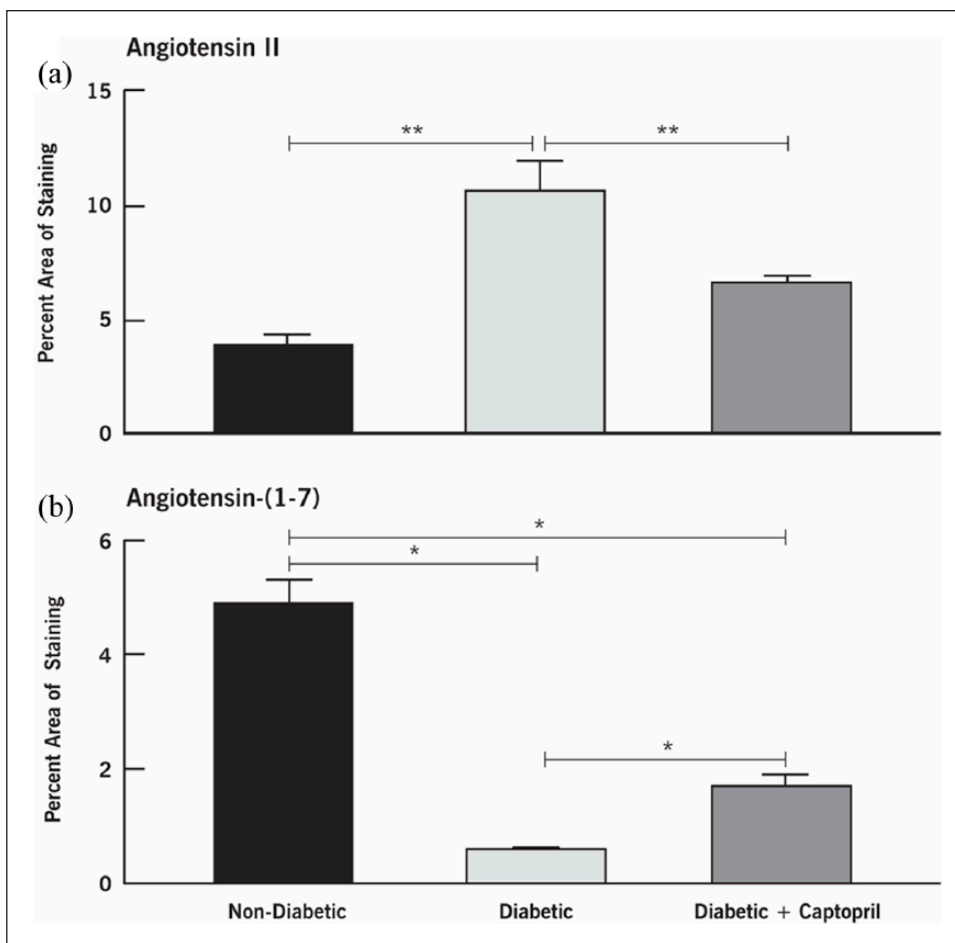 Angiotensin II
(a)
Percent Area of Staining
15
10
5
0
**
**
Angiotensin-(1-7)
(b)
Percent Area of Staining
6
4
2
0
*
*
*
Non-Diabetic
Diabetic
Diabetic + Captopril